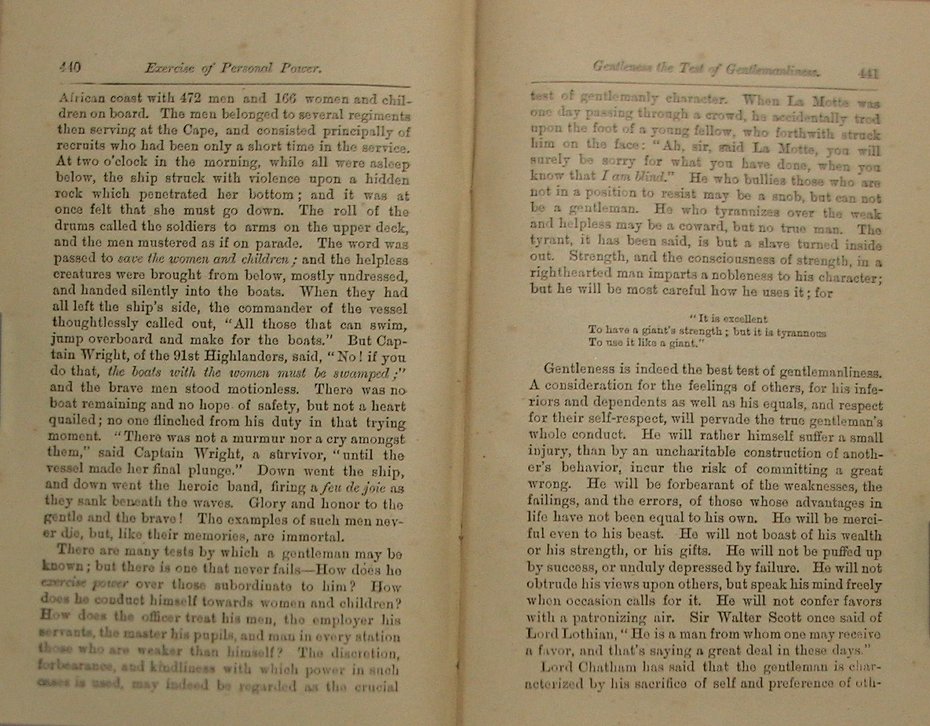 440 Exercise of Personal Power.
African coast with 472 men and 166 women and chil-
dren on board. The men belonged to several regiments
then serving at the Cape, and consisted principally of
recruits who had been only a short time in the service.
At two o'clock in the morning, while all were asleep
below, the ship struck with violence upon a hidden
rock which penetrated her bottom; and it was at
once felt that she must go down. The roll of the
drums called the soldiers to arms on the upper deck,
and the men mustered as if on parade. The word was
passed to save the women and children; and the helpless
creatures were brought from below, mostly undressed,
and handed silently into the boats. When they had
all left the ship's side, the commander of the vessel
thoughtlessly called out, "All those that can swim,
jump overboard and make for the boats." But Cap-
tain Wright, of the 91st Highlanders, said, "No! if you
do that, the boats with the women must be swamped;"
and the brave men stood motionless. There was no
boat remaining and no hope of safety, but not a heart
quailed; no one flinched from his duty in that trying
moment. "There was not a murmur nor a cry amongst
them," said Captain Wright, a survivor, "until the
vessel made her final plunge." Down went the ship,
and down went the heroic band, firing a feu de joie as
they sank beneath the waves. Glory and honor to the
gentle and the brave! The examples of such men nev-
er die, but, like their memories, are immortal.
There are many tests by which a gentleman may be
known; but there is one that never fails—How does he
exercise power over those subordinate to him? How
does he conduct himself towards women and children?
How does the officer treat his men, the employer his
servants, the master his pupils, and man in every station
those who are weaker than himself? The discretion,
forbearance, and kindliness with which power in such
cases is used, may indeed be regarded as the crucial
Gentleness the Test of Gentlemanliness. 441
test of gentlemanly character. When La Motte was
one day passing through a crowd, he accidentally trod
upon the foot of a young fellow, who forthwith struck
him on the face: "Ah, sir, said La Motte, you will
surely be sorry for what you have done, when you
know that I am blind." He who bullies those who are
not in a position to resist may be a snob, but can not
be a gentleman. He who tyrannizes over the weak
and helpless may be a coward, but no true man. The
tyrant, it has been said, is but a slave turned inside
out. Strength, and the consciousness of strength, in a
righthearted man imparts a nobleness to his character;
but he will be most careful how he uses it; for
"It is excellent
To have a giant's strength; but it is tyrannous
To use it like a giant."
Gentleness is indeed the best test of gentlemanliness.
A consideration for the feelings of others, for his infe-
riors and dependents as well as his equals, and respect
for their self-respect, will pervade the true gentleman's
whole conduct. He will rather himself suffer a small
injury, than by an uncharitable construction of anoth-
er's behavior, incur the risk of committing a great
wrong. He will be forbearant of the weaknesses, the
failings, and the errors, of those whose advantages in
life have not been equal to his own. He will be merci-
ful even to his beast. He will not boast of his wealth
or his strength, or his gifts. He will not be puffed up
by success, or unduly depressed by failure. He will not
obtrude his views upon others, but speak his mind freely
when occasion calls for it. He will not confer favors
with a patronizing air. Sir Walter Scott once said of
Lord Lothian, "He is a man from whom one may receive
a favor, and that's saying a great deal in these days."
Lord Chatham has said that the gentleman is char-
acterized by his sacrifice of self and preference of oth-